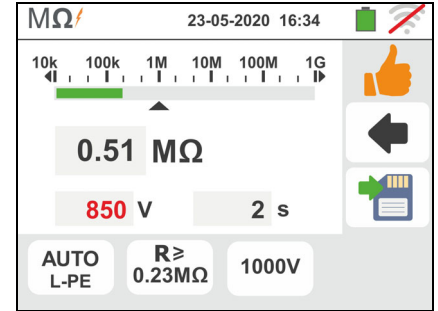 MΩ 23-05-2020 16:34
10k 100k 1M 10M 100M 1G
0.51 MΩ
850 V 2 s
AUTO L-PE
R≥ 0.23MΩ
1000V